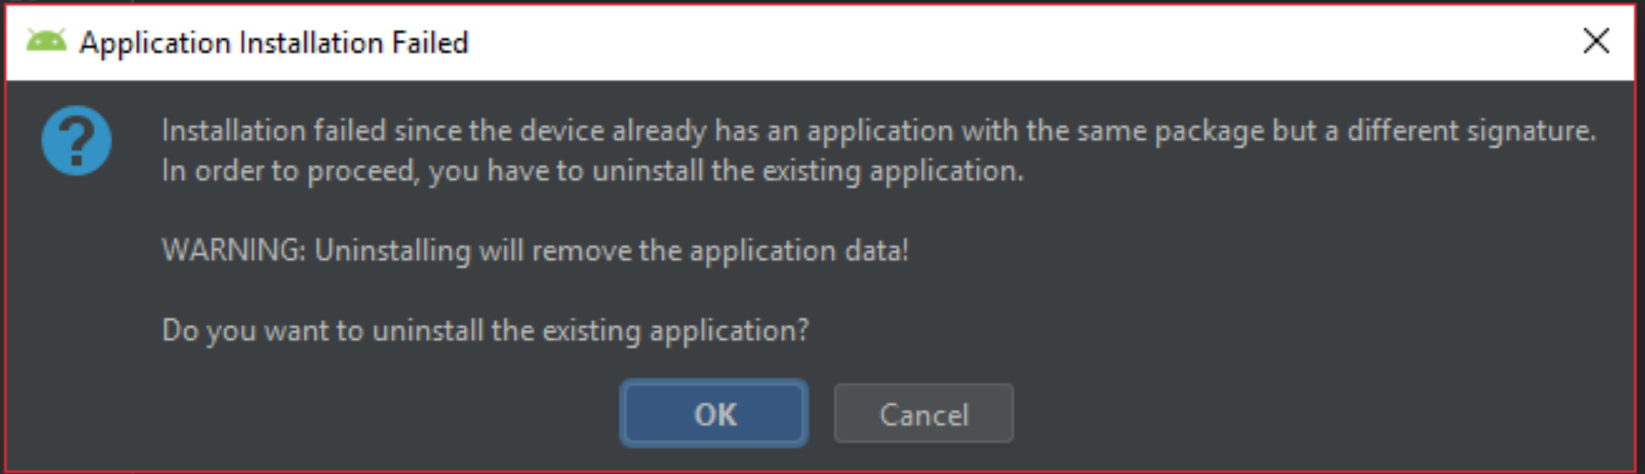 Application Installation Failed
Installation failed since the device already has an application with the same package but a different signature.
In order to proceed, you have to uninstall the existing application.
WARNING: Uninstalling will remove the application data!
Do you want to uninstall the existing application?
OK
Cancel